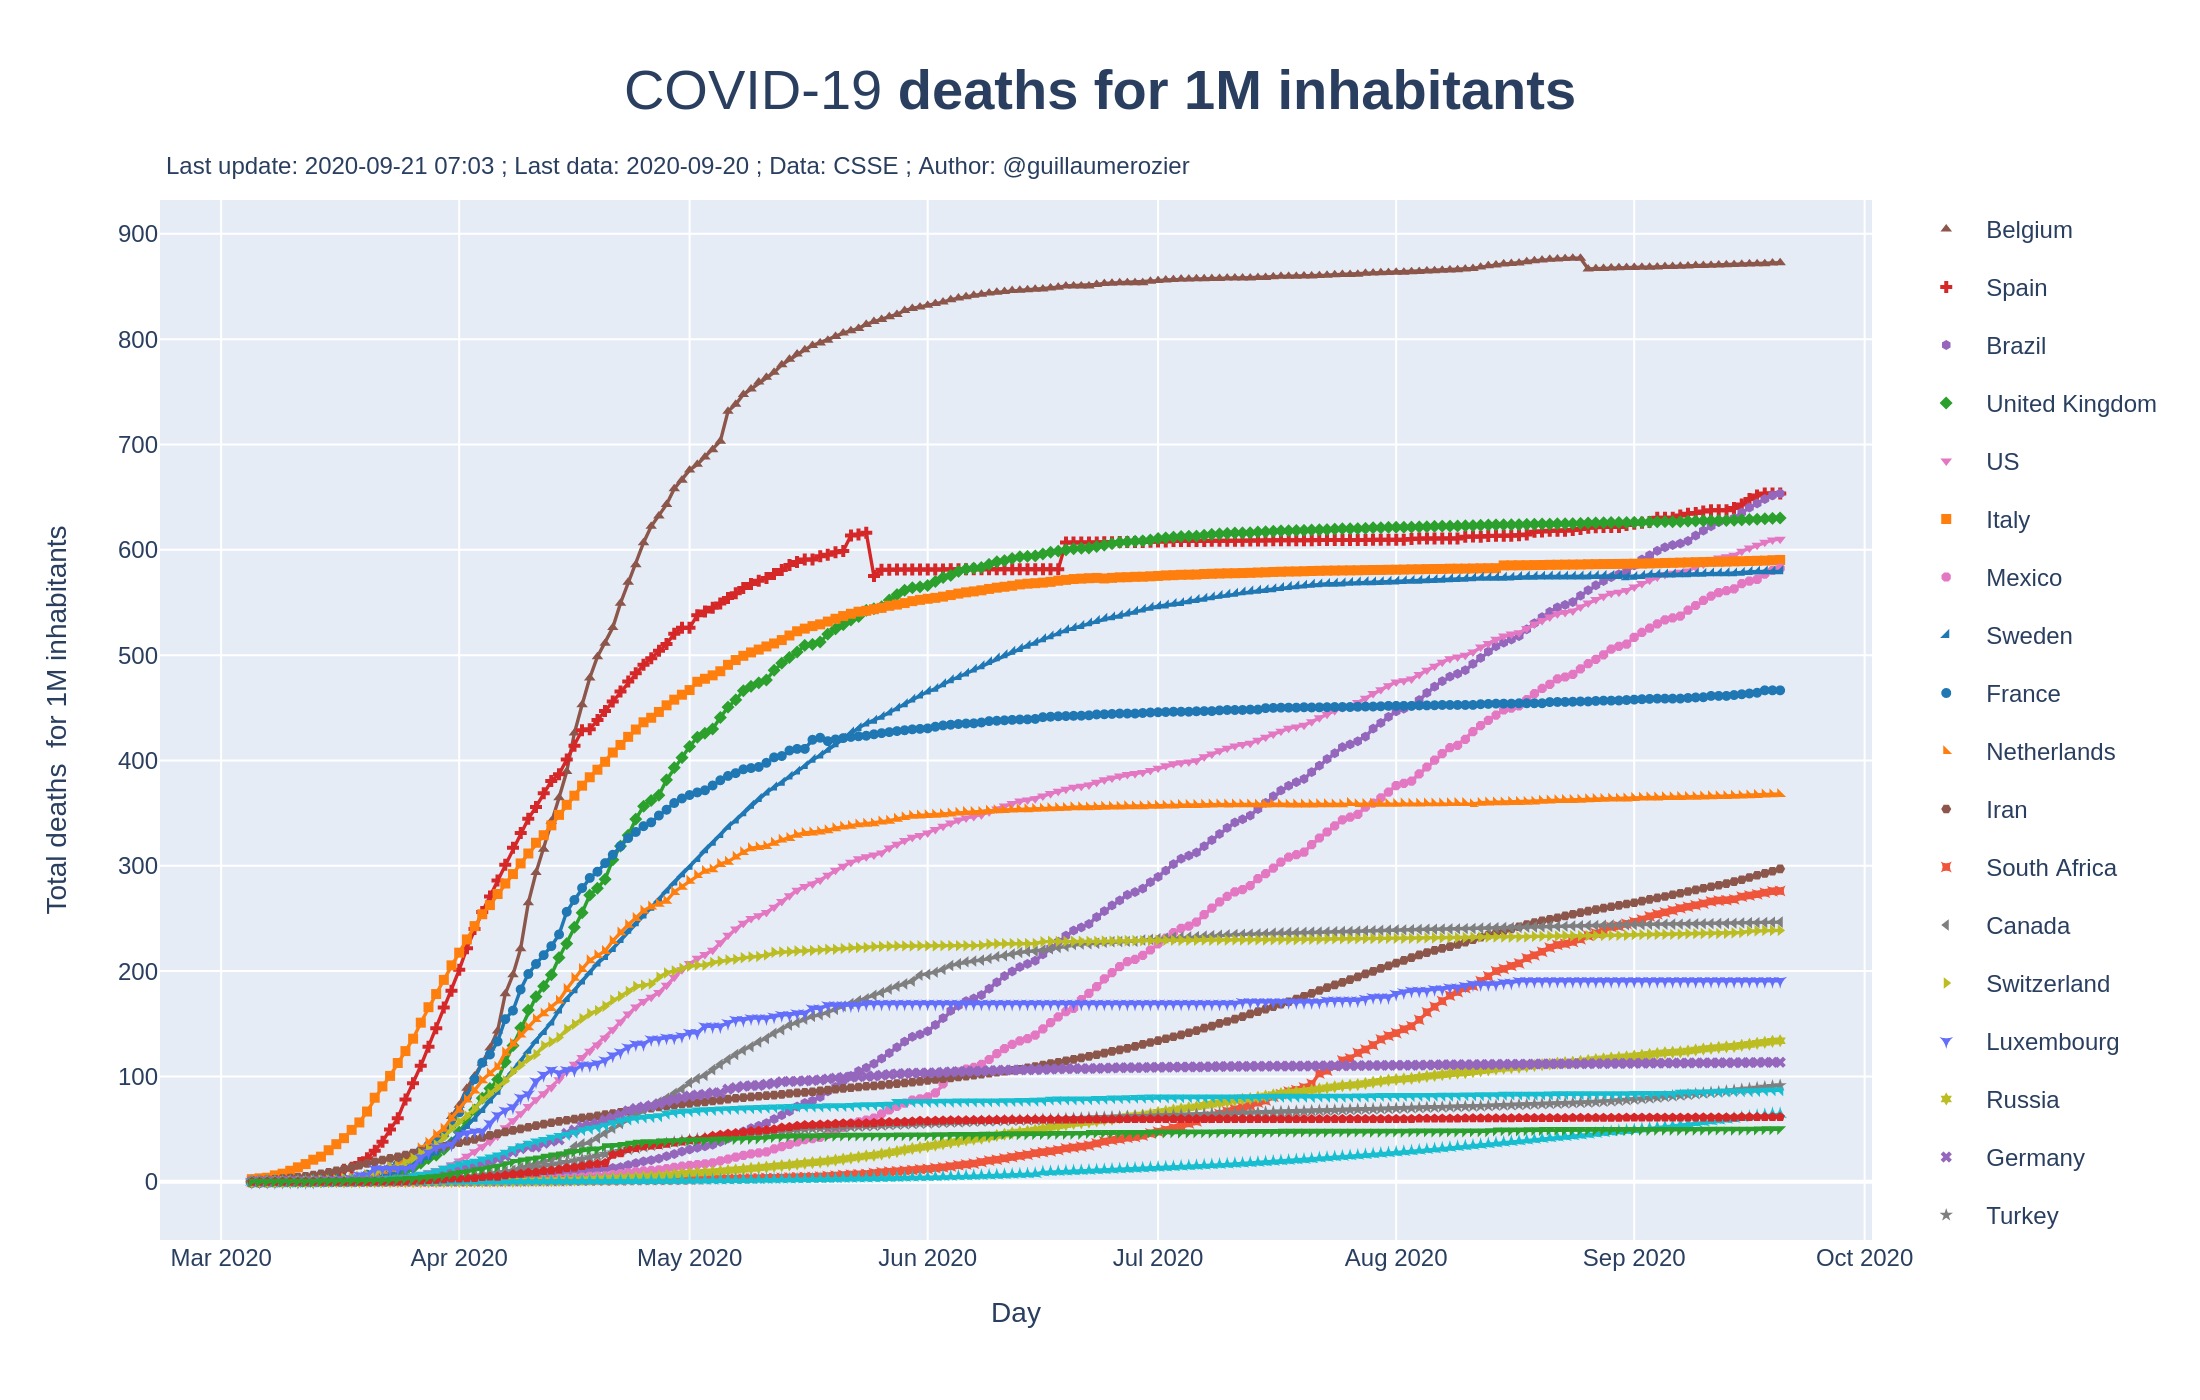 COVID-19 deaths for 1M inhabitants
Last update: 2020-09-21 07:03 ; Last data: 2020-09-20 ; Data: CSSE ; Author: @guillaumerozier
Total deaths for 1M inhabitants
900
800
700
600
500
400
300
200
100
0
Mar 2020
Apr 2020
May 2020
Jun 2020
Jul 2020
Aug 2020
Sep 2020
Oct 2020
Day
Belgium
Spain
Brazil
United Kingdom
US
Italy
Mexico
Sweden
France
Netherlands
Iran
South Africa
Canada
Switzerland
Luxembourg
Russia
Germany
Turkey